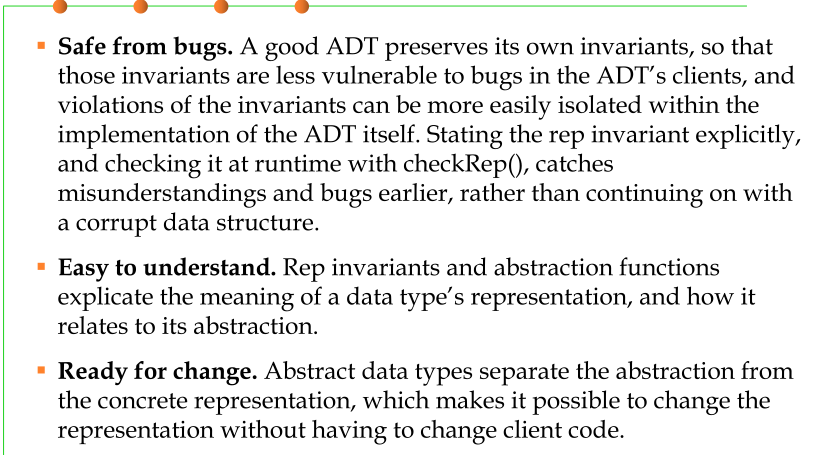 ▪ Safe from bugs. A good ADT preserves its own invariants, so that
those invariants are less vulnerable to bugs in the ADT’s clients, and
violations of the invariants can be more easily isolated within the
implementation of the ADT itself. Stating the rep invariant explicitly,
and checking it at runtime with checkRep(), catches
misunderstandings and bugs earlier, rather than continuing on with
a corrupt data structure.
▪ Easy to understand. Rep invariants and abstraction functions
explicate the meaning of a data type’s representation, and how it
relates to its abstraction.
▪ Ready for change. Abstract data types separate the abstraction from
the concrete representation, which makes it possible to change the
representation without having to change client code.